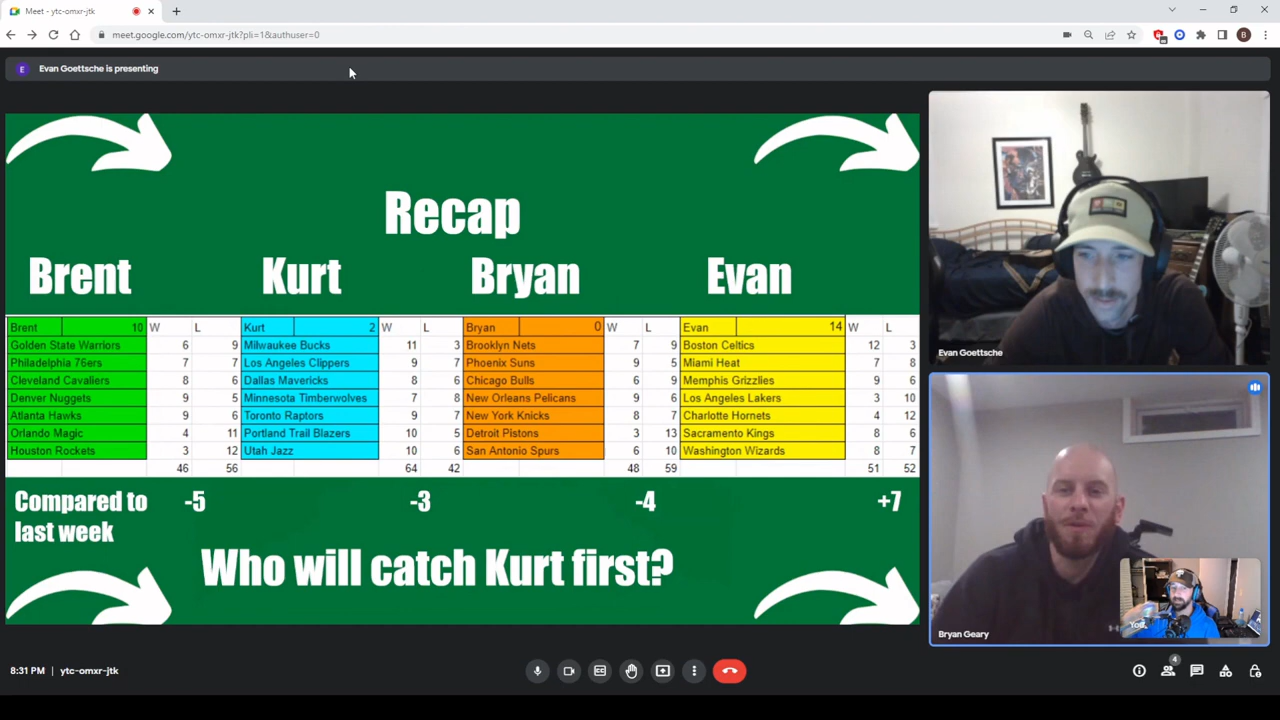 Meet - ytc-omxr-jtk
meet.google.com/ytc-omxr-jtk?pli=1&authuser=0
B
E Evan Goettsche is presenting
Recap
Brent Kurt Bryan Evan
Brent 10 W L Kurt 2 W L Bryan 0 W L Evan 14 W L
Golden State Warriors 6 9 Milwaukee Bucks 11 3 Brooklyn Nets 7 9 Boston Celtics 12 3
Philadelphia 76ers 7 7 Los Angeles Clippers 9 7 Phoenix Suns 9 5 Miami Heat 7 8
Cleveland Cavaliers 8 6 Dallas Mavericks 8 6 Chicago Bulls 6 9 Memphis Grizzlies 9 6
Denver Nuggets 9 5 Minnesota Timberwolves 7 8 New Orleans Pelicans 9 6 Los Angeles Lakers 3 10
Atlanta Hawks 9 6 Toronto Raptors 9 7 New York Knicks 8 7 Charlotte Hornets 4 12
Orlando Magic 4 11 Portland Trail Blazers 10 5 Detroit Pistons 3 13 Sacramento Kings 8 6
Houston Rockets 3 12 Utah Jazz 10 6 San Antonio Spurs 6 10 Washington Wizards 8 7
46 56 64 42 48 59 51 52
Compared to -5 -3 -4 +7
last week
Who will catch Kurt first?
Evan Goettsche
You
Bryan Geary
8:31 PM | ytc-omxr-jtk
4